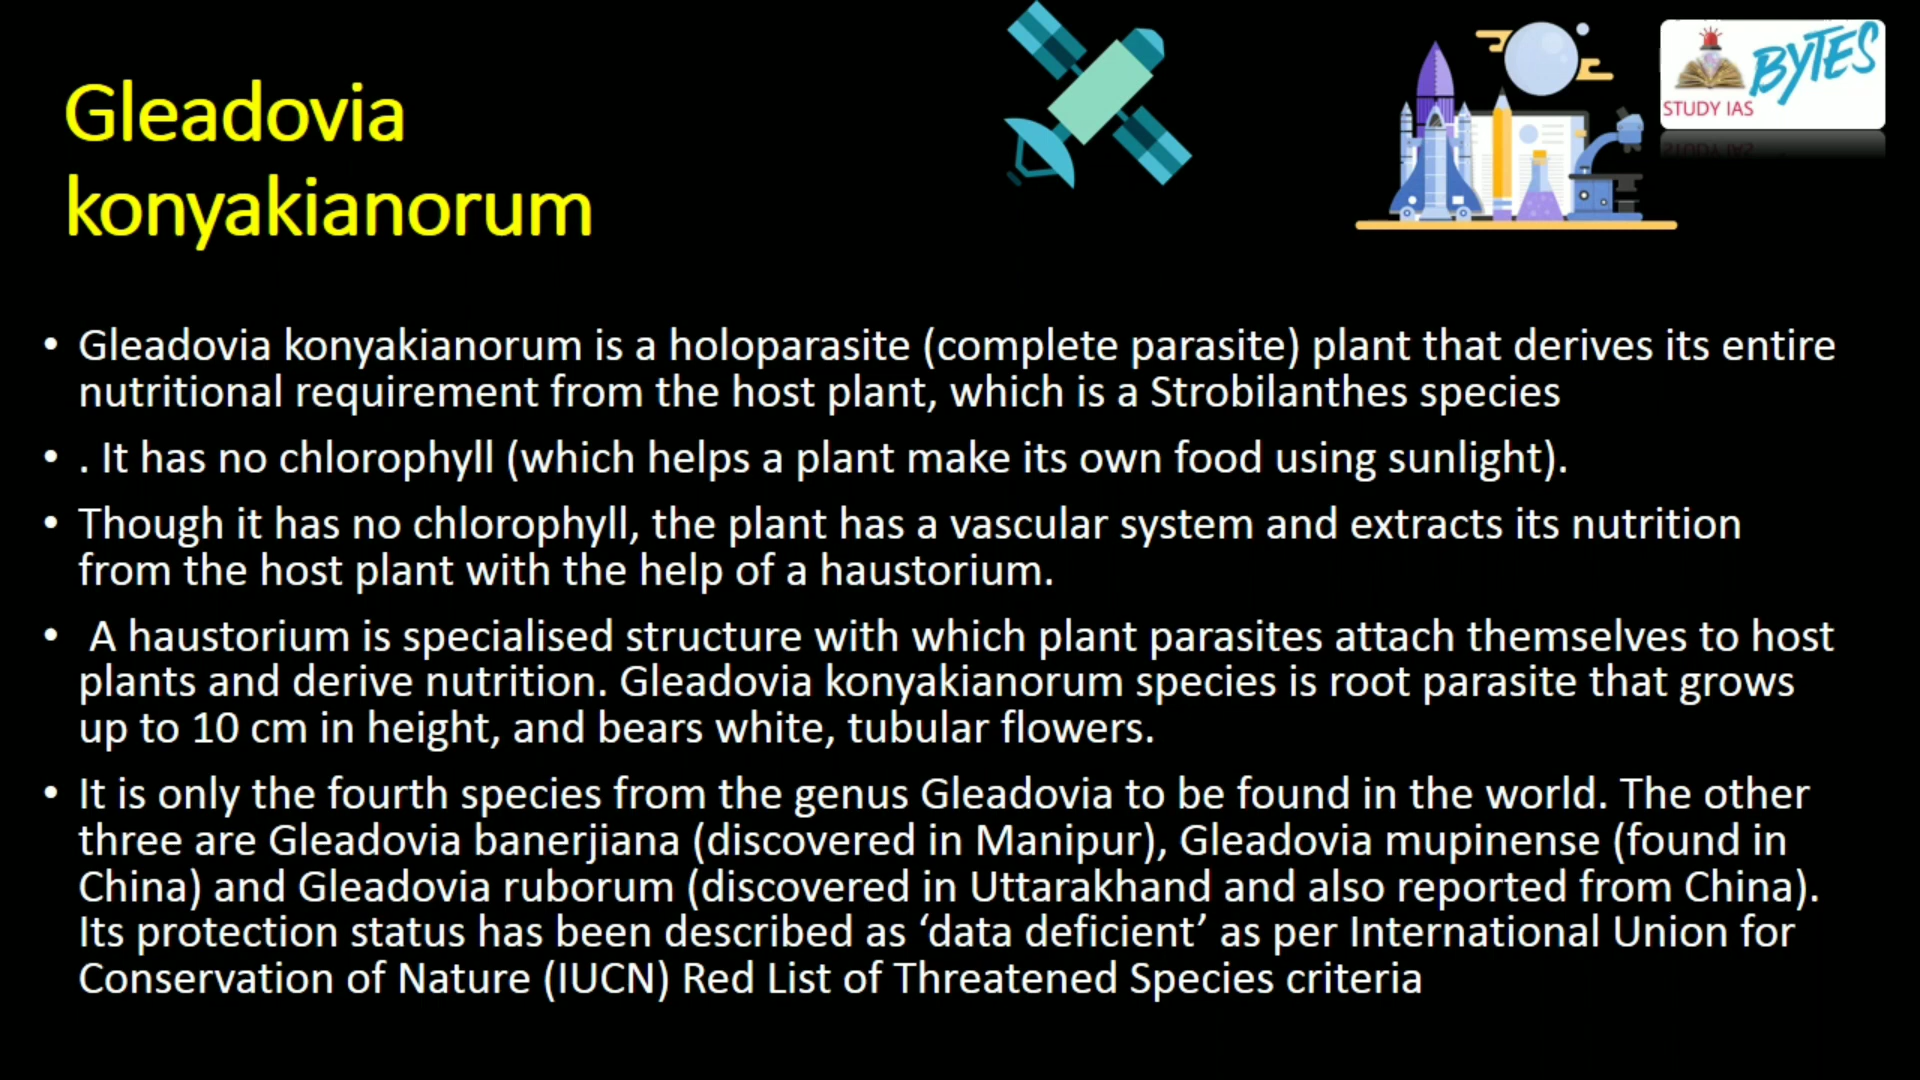 Gleadovia
konyakianorum
BYTES
STUDY IAS
• Gleadovia konyakianorum is a holoparasite (complete parasite) plant that derives its entire
nutritional requirement from the host plant, which is a Strobilanthes species
• . It has no chlorophyll (which helps a plant make its own food using sunlight).
• Though it has no chlorophyll, the plant has a vascular system and extracts its nutrition
from the host plant with the help of a haustorium.
• A haustorium is specialised structure with which plant parasites attach themselves to host
plants and derive nutrition. Gleadovia konyakianorum species is root parasite that grows
up to 10 cm in height, and bears white, tubular flowers.
• It is only the fourth species from the genus Gleadovia to be found in the world. The other
three are Gleadovia banerjiana (discovered in Manipur), Gleadovia mupinense (found in
China) and Gleadovia ruborum (discovered in Uttarakhand and also reported from China).
Its protection status has been described as ‘data deficient’ as per International Union for
Conservation of Nature (IUCN) Red List of Threatened Species criteria